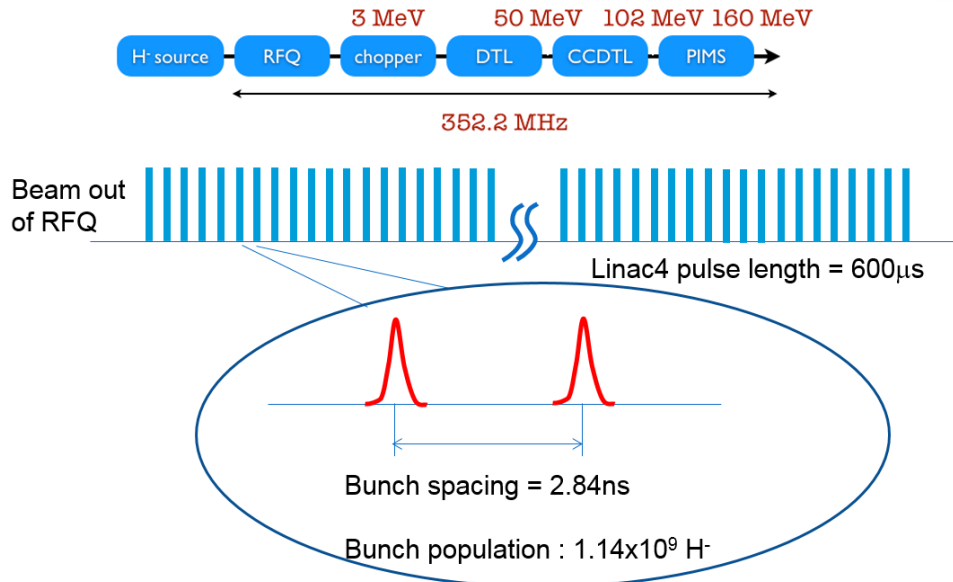 3 MeV 50 MeV 102 MeV 160 MeV
H⁻ source RFQ chopper DTL CCDTL PIMS
352.2 MHz
Beam out
of RFQ
Linac4 pulse length = 600μs
Bunch spacing = 2.84ns
Bunch population : 1.14x10⁹ H⁻